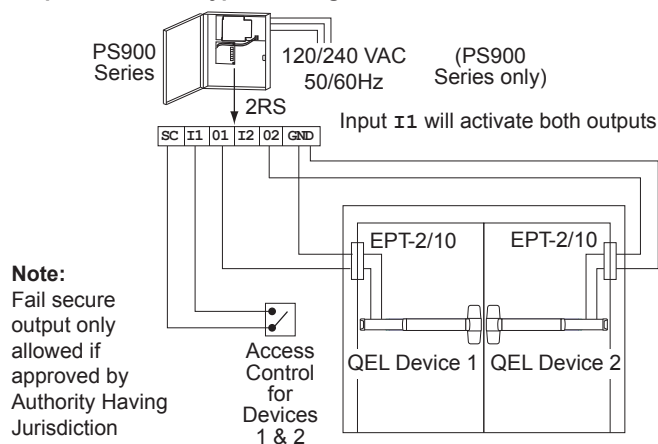 PS900
Series
120/240 VAC
50/60Hz
(PS900
Series only)
2RS
Input I1 will activate both outputs
SC I1 01 I2 02 GND
EPT-2/10
EPT-2/10
Note:
Fail secure
output only
allowed if
approved by
Authority Having
Jurisdiction
Access
Control
for
Devices
1 & 2
QEL Device 1
QEL Device 2